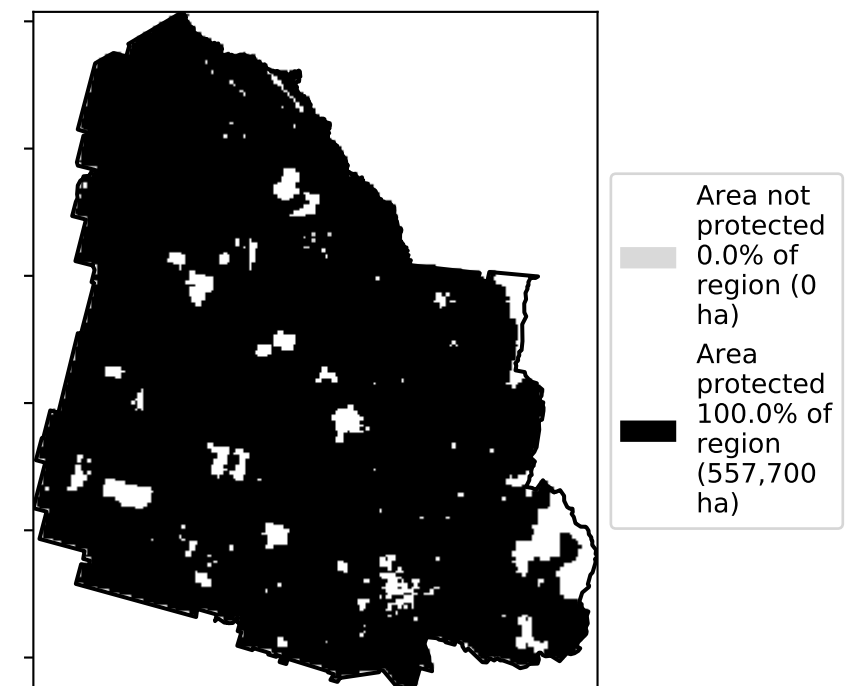 Area not
protected
0.0% of
region (0
ha)
Area
protected
100.0% of
region
(557,700
ha)